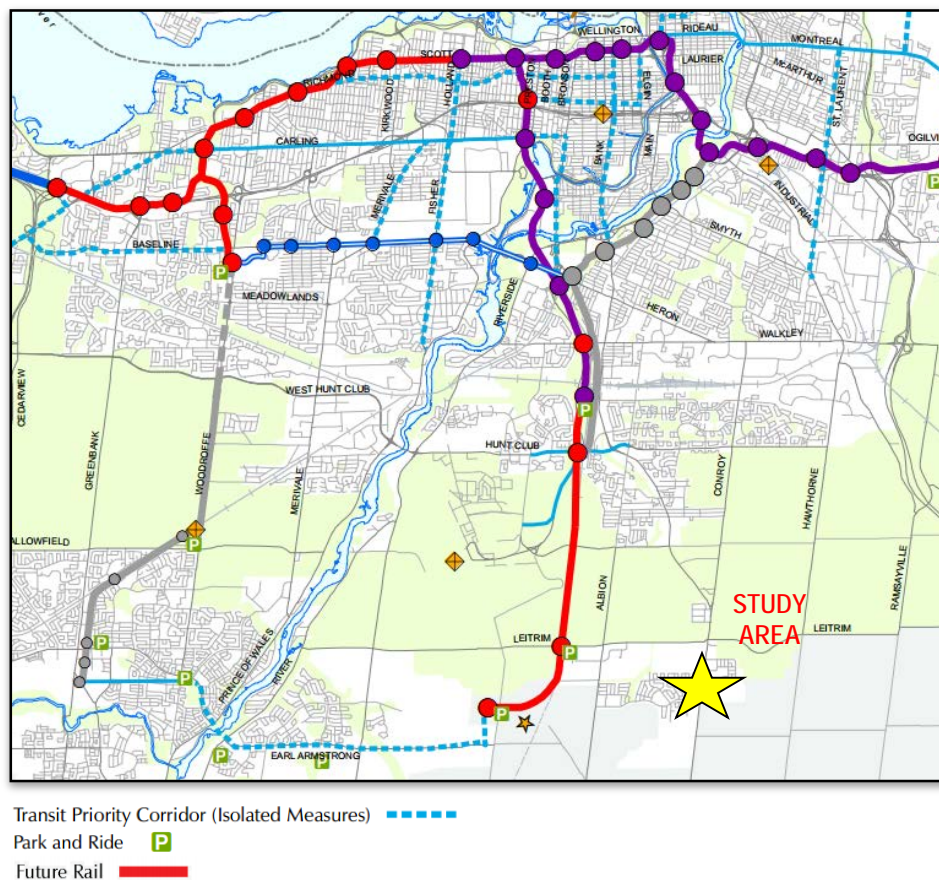 WELLINGTON
RIDEAU
MONTREAL
SCOTT
LAURIER
McARTHUR
RICHMOND
KIRKWOOD
HOLLAND
PRESTON
BOOTH
BRONSON
ELGIN
ST. LAURENT
OGILVI
CARLING
BANK
MAIN
MERIVALE
FISHER
INDUSTRIAL
BASELINE
SMYTH
P
P
MEADOWLANDS
RIVERSIDE
HERON
WALKLEY
CEDARVIEW
WEST HUNT CLUB
P
GREENBANK
WOODROFFE
MERIVALE
HUNT CLUB
CONROY
HAWTHORNE
ALLOWFIELD
P
RAMSAYVILLE
ALBION
STUDY
AREA
LEITRIM
LEITRIM
P
P
P
PRINCE OF WALES
RIVER
P
P
EARL ARMSTRONG
P
Transit Priority Corridor (Isolated Measures)
Park and Ride P
Future Rail